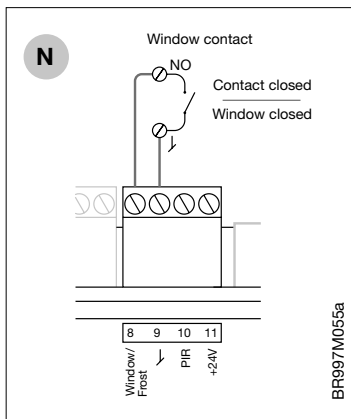 N
Window contact
NO
Contact closed
Window closed
8 9 10 11
Window/
Frost
PIR
+24V
BR997M055a